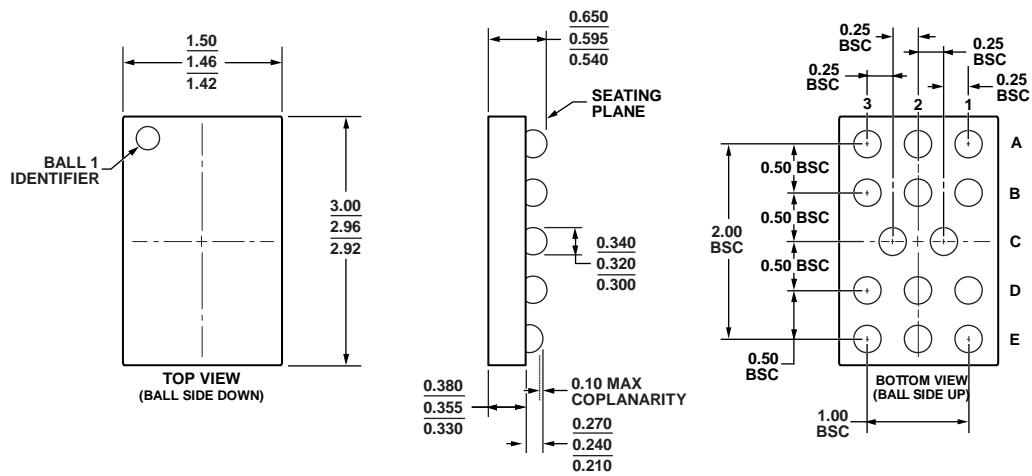 1.50
1.46
1.42
BALL 1
IDENTIFIER
3.00
2.96
2.92
TOP VIEW
(BALL SIDE DOWN)
0.650
0.595
0.540
SEATING
PLANE
0.340
0.320
0.300
0.380
0.355
0.330
0.10 MAX
COPLANARITY
0.270
0.240
0.210
0.25
BSC
0.25
BSC
0.25
BSC
0.25
BSC
3
2
1
A
B
C
D
E
0.50 BSC
0.50 BSC
0.50 BSC
0.50
BSC
2.00
BSC
BOTTOM VIEW
(BALL SIDE UP)
1.00
BSC